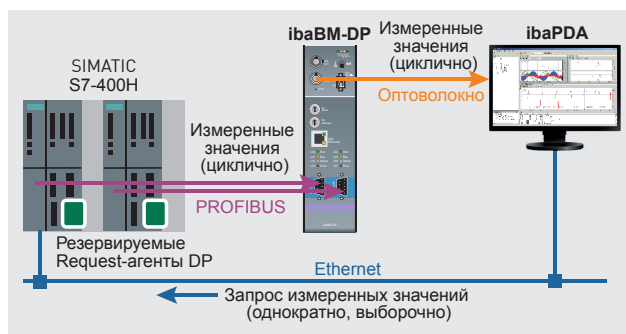 ibaBM-DP
Измеренные
значения
(циклично)
ibaPDA
Оптоволокно
SIMATIC
S7-400H
Измеренные
значения
(циклично)
PROFIBUS
Резервируемые
Request-агенты DP
Ethernet
Запрос измеренных значений
(однократно, выборочно)